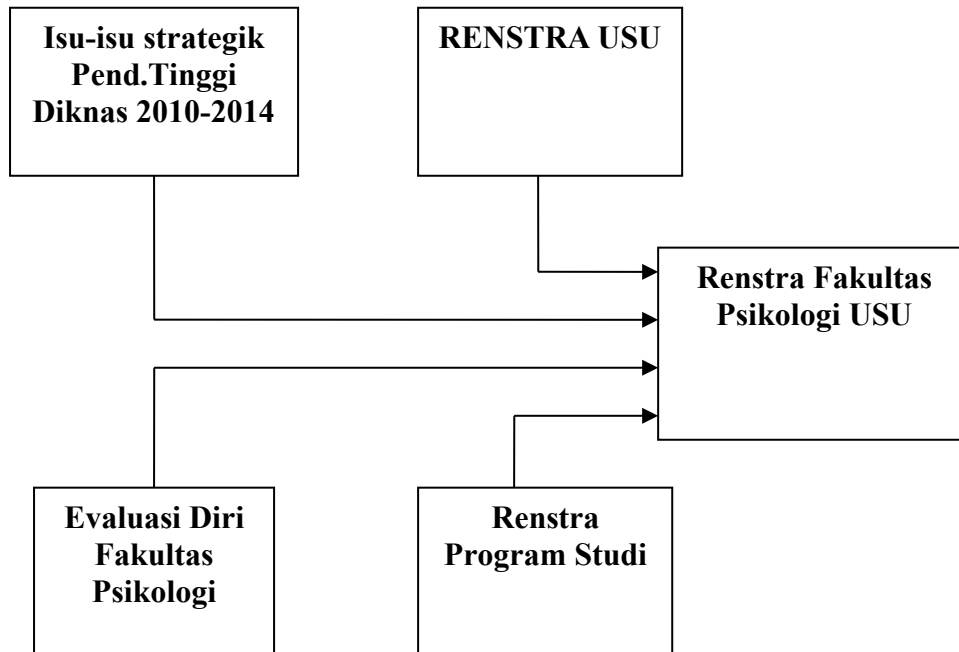 Isu-isu strategik
Pend.Tinggi
Diknas 2010-2014
RENSTRA USU
Renstra Fakultas
Psikologi USU
Evaluasi Diri
Fakultas
Psikologi
Renstra
Program Studi